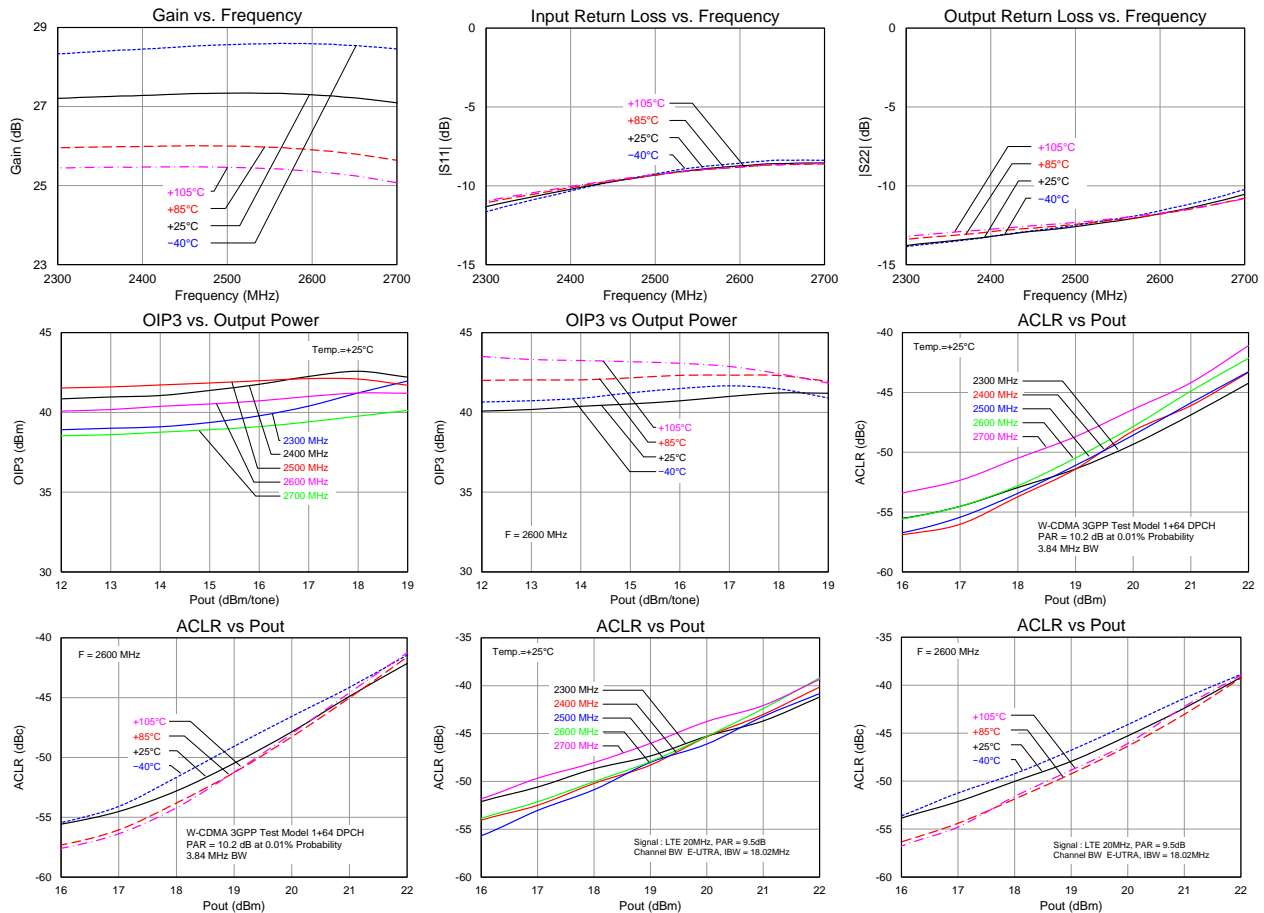 Gain vs. Frequency
29
27
25
23
Gain (dB)
+105°C
+85°C
+25°C
−40°C
2300 2400 2500 2600 2700
Frequency (MHz)
Input Return Loss vs. Frequency
0
-5
-10
-15
|S11| (dB)
+105°C
+85°C
+25°C
−40°C
2300 2400 2500 2600 2700
Frequency (MHz)
Output Return Loss vs. Frequency
0
-5
-10
-15
|S22| (dB)
+105°C
+85°C
+25°C
−40°C
2300 2400 2500 2600 2700
Frequency (MHz)
OIP3 vs. Output Power
45
40
35
30
OIP3 (dBm)
Temp.=+25°C
2300 MHz
2400 MHz
2500 MHz
2600 MHz
2700 MHz
12 13 14 15 16 17 18 19
Pout (dBm/tone)
OIP3 vs Output Power
45
40
35
30
OIP3 (dBm)
+105°C
+85°C
+25°C
−40°C
F = 2600 MHz
12 13 14 15 16 17 18 19
Pout (dBm/tone)
ACLR vs Pout
-40
-45
-50
-55
-60
ACLR (dBc)
Temp.=+25°C
2300 MHz
2400 MHz
2500 MHz
2600 MHz
2700 MHz
W-CDMA 3GPP Test Model 1+64 DPCH
PAR = 10.2 dB at 0.01% Probability
3.84 MHz BW
16 17 18 19 20 21 22
Pout (dBm)
ACLR vs Pout
-40
-45
-50
-55
-60
ACLR (dBc)
F = 2600 MHz
+105°C
+85°C
+25°C
−40°C
W-CDMA 3GPP Test Model 1+64 DPCH
PAR = 10.2 dB at 0.01% Probability
3.84 MHz BW
16 17 18 19 20 21 22
Pout (dBm)
ACLR vs Pout
-35
-40
-45
-50
-55
-60
ACLR (dBc)
Temp.=+25°C
2300 MHz
2400 MHz
2500 MHz
2600 MHz
2700 MHz
Signal : LTE 20MHz, PAR = 9.5dB
Channel BW E-UTRA, IBW = 18.02MHz
16 17 18 19 20 21 22
Pout (dBm)
ACLR vs Pout
-35
-40
-45
-50
-55
-60
ACLR (dBc)
F = 2600 MHz
+105°C
+85°C
+25°C
−40°C
Signal : LTE 20MHz, PAR = 9.5dB
Channel BW E-UTRA, IBW = 18.02MHz
16 17 18 19 20 21 22
Pout (dBm)